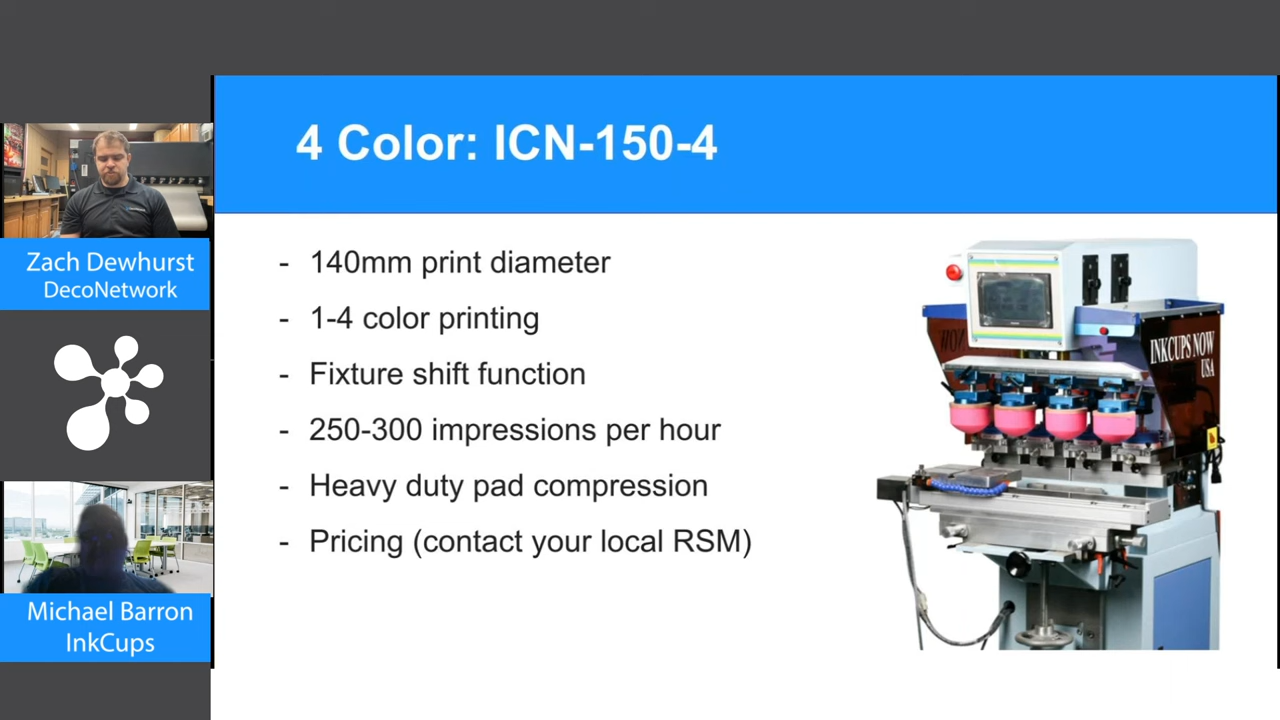 4 Color: ICN-150-4
Zach Dewhurst
DecoNetwork
- 140mm print diameter
- 1-4 color printing
- Fixture shift function
- 250-300 impressions per hour
- Heavy duty pad compression
- Pricing (contact your local RSM)
INKCUPS NOW
USA
Michael Barron
InkCups